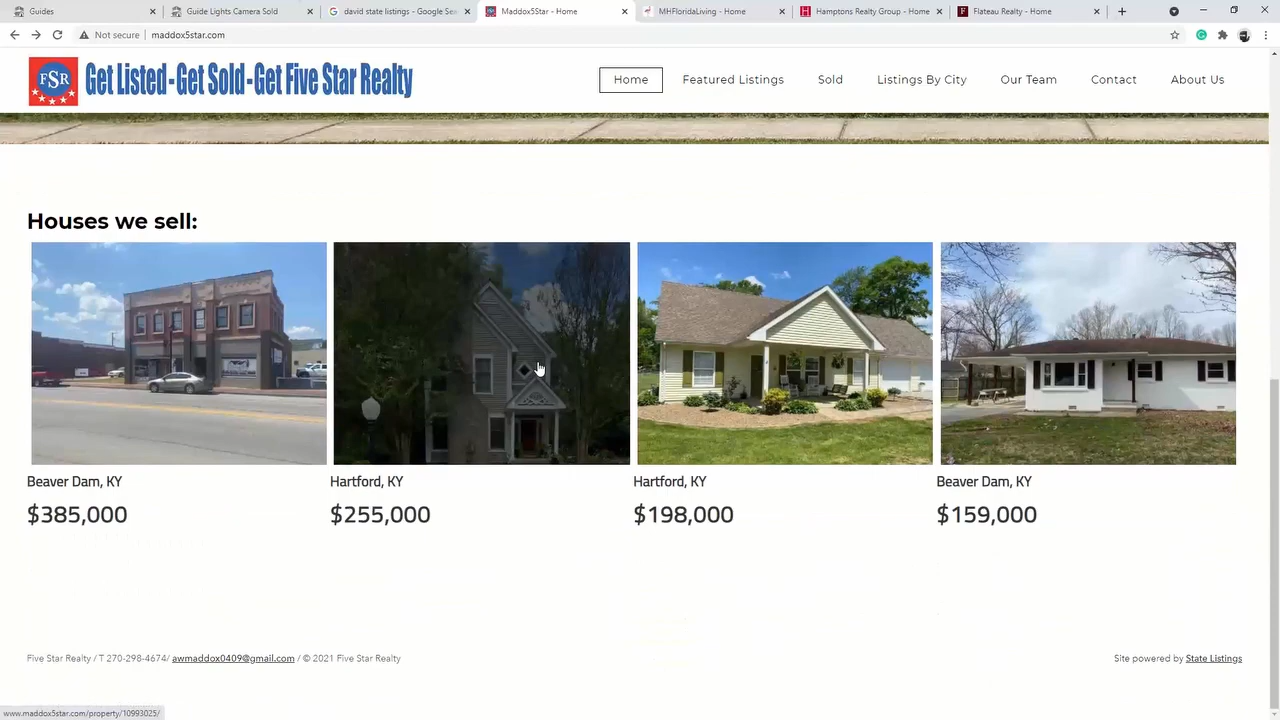 Guides
Guide Lights Camera Sold
david state listings - Google Sea
Maddox5Star - Home
MHFloridaLiving - Home
Hamptons Realty Group - Home
Flateau Realty - Home
Not secure
maddox5star.com
FSR
Get Listed-Get Sold-Get Five Star Realty
Home
Featured Listings
Sold
Listings By City
Our Team
Contact
About Us
Houses we sell:
Beaver Dam, KY
$385,000
Hartford, KY
$255,000
Hartford, KY
$198,000
Beaver Dam, KY
$159,000
Five Star Realty / T 270-298-4674/ awmaddox0409@gmail.com / © 2021 Five Star Realty
Site powered by State Listings
www.maddox5star.com/property/10993025/